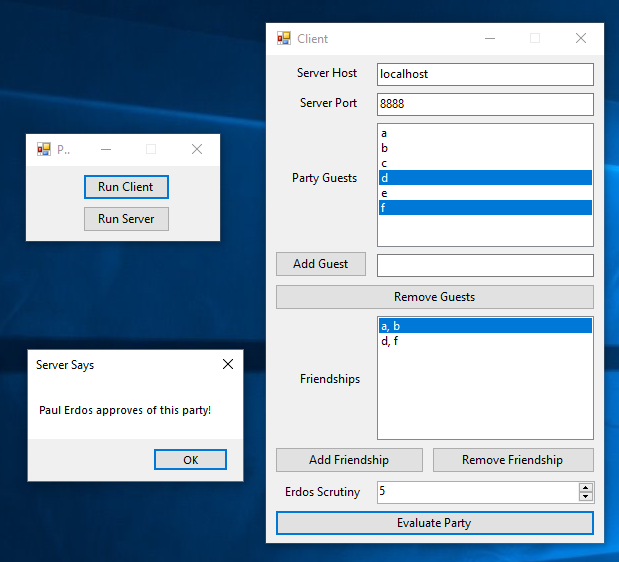 P..
Run Client
Run Server
Server Says
Paul Erdos approves of this party!
OK
Client
Server Host
localhost
Server Port
8888
Party Guests
a
b
c
d
e
f
Add Guest
Remove Guests
Friendships
a, b
d, f
Add Friendship
Remove Friendship
Erdos Scrutiny
5
Evaluate Party